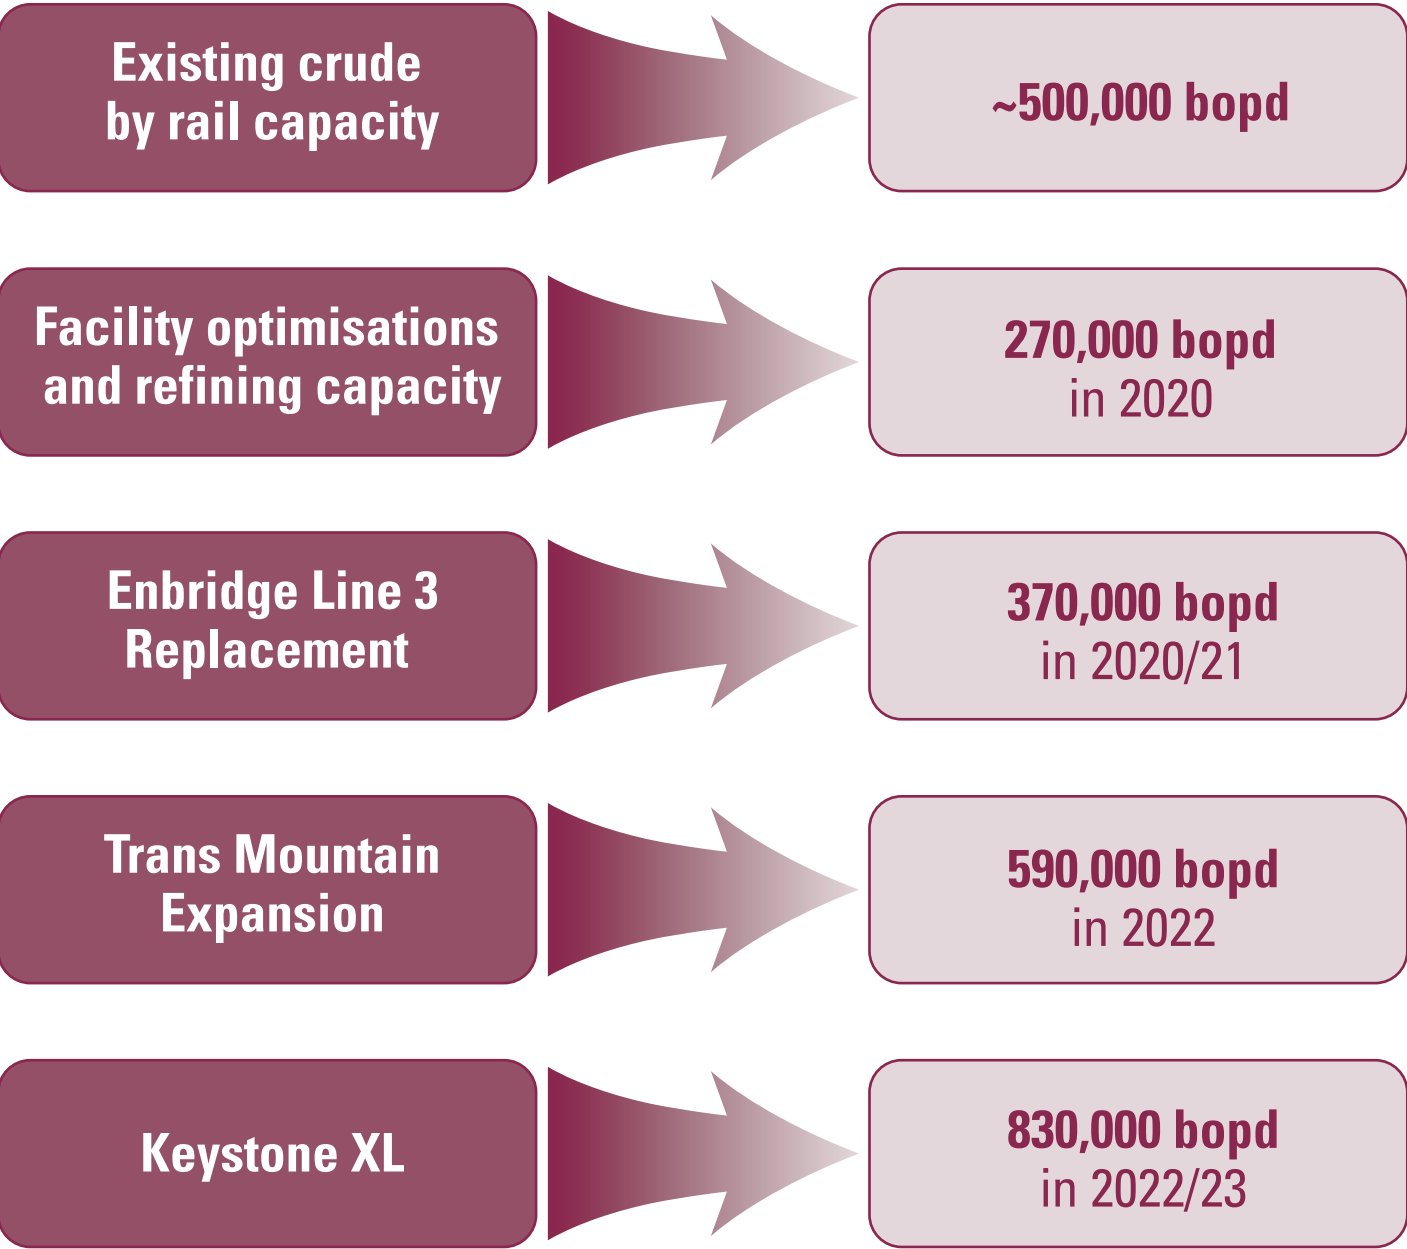 Existing crude
by rail capacity
~500,000 bopd
Facility optimisations
and refining capacity
270,000 bopd
in 2020
Enbridge Line 3
Replacement
370,000 bopd
in 2020/21
Trans Mountain
Expansion
590,000 bopd
in 2022
Keystone XL
830,000 bopd
in 2022/23